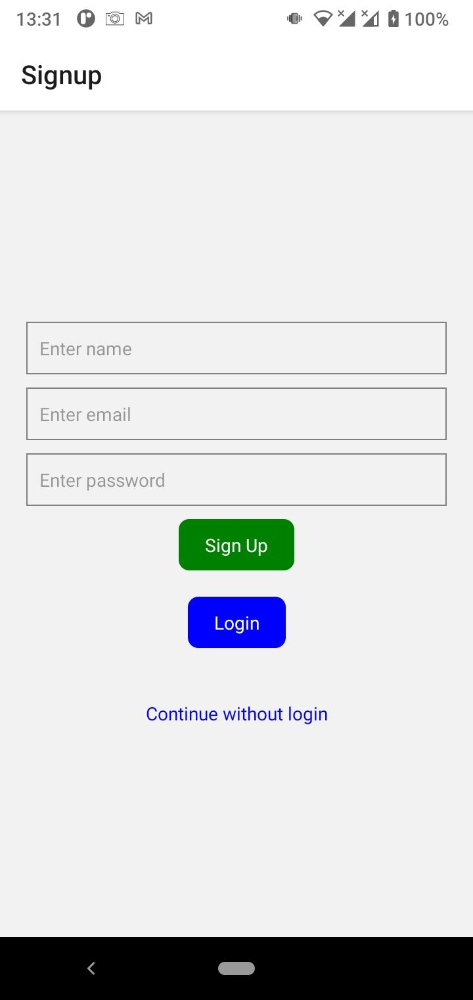 13:31 100%
Signup
Enter name
Enter email
Enter password
Sign Up
Login
Continue without login